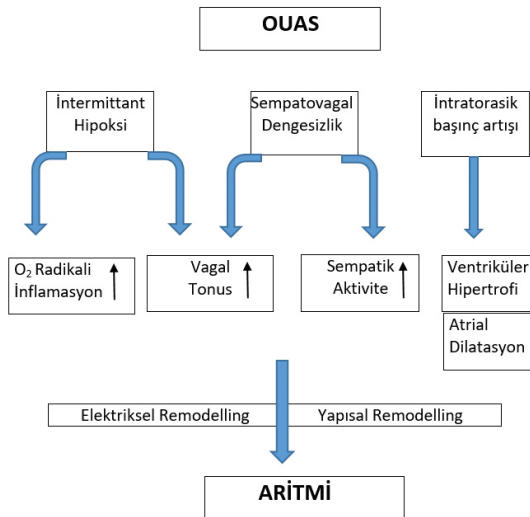 OUAS
İntermittant
Hipoksi
Sempatovagal
Dengesizlik
İntratorasik
başınç artışı
O₂ Radikali
İnflamasyon
Vagal
Tonus
Sempatik
Aktivite
Ventriküler
Hipertrofi
Atrial
Dilatasyon
Elektriksel Remodelling
Yapısal Remodelling
ARİTMİ